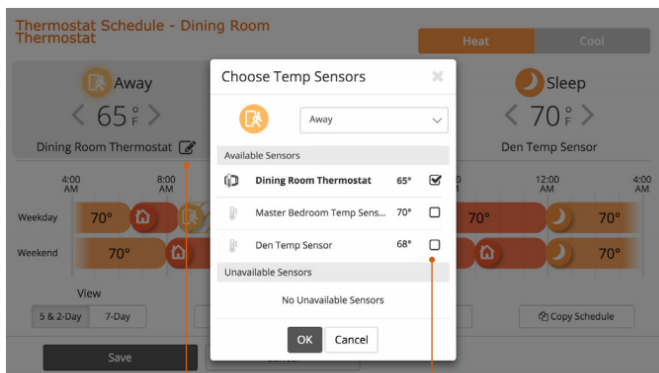 Thermostat Schedule - Dining Room
Thermostat
Heat
Cool
Away
65 °F
Dining Room Thermostat
Sleep
70 °F
Den Temp Sensor
Choose Temp Sensors
Away
Available Sensors
Dining Room Thermostat 65°
Master Bedroom Temp Sens... 70°
Den Temp Sensor 68°
Unavailable Sensors
No Unavailable Sensors
OK Cancel
4:00 AM
8:00 AM
12:00 AM
4:00 AM
Weekday 70° 70° 70°
Weekend 70° 70°
View
5 & 2-Day 7-Day
Copy Schedule
Save